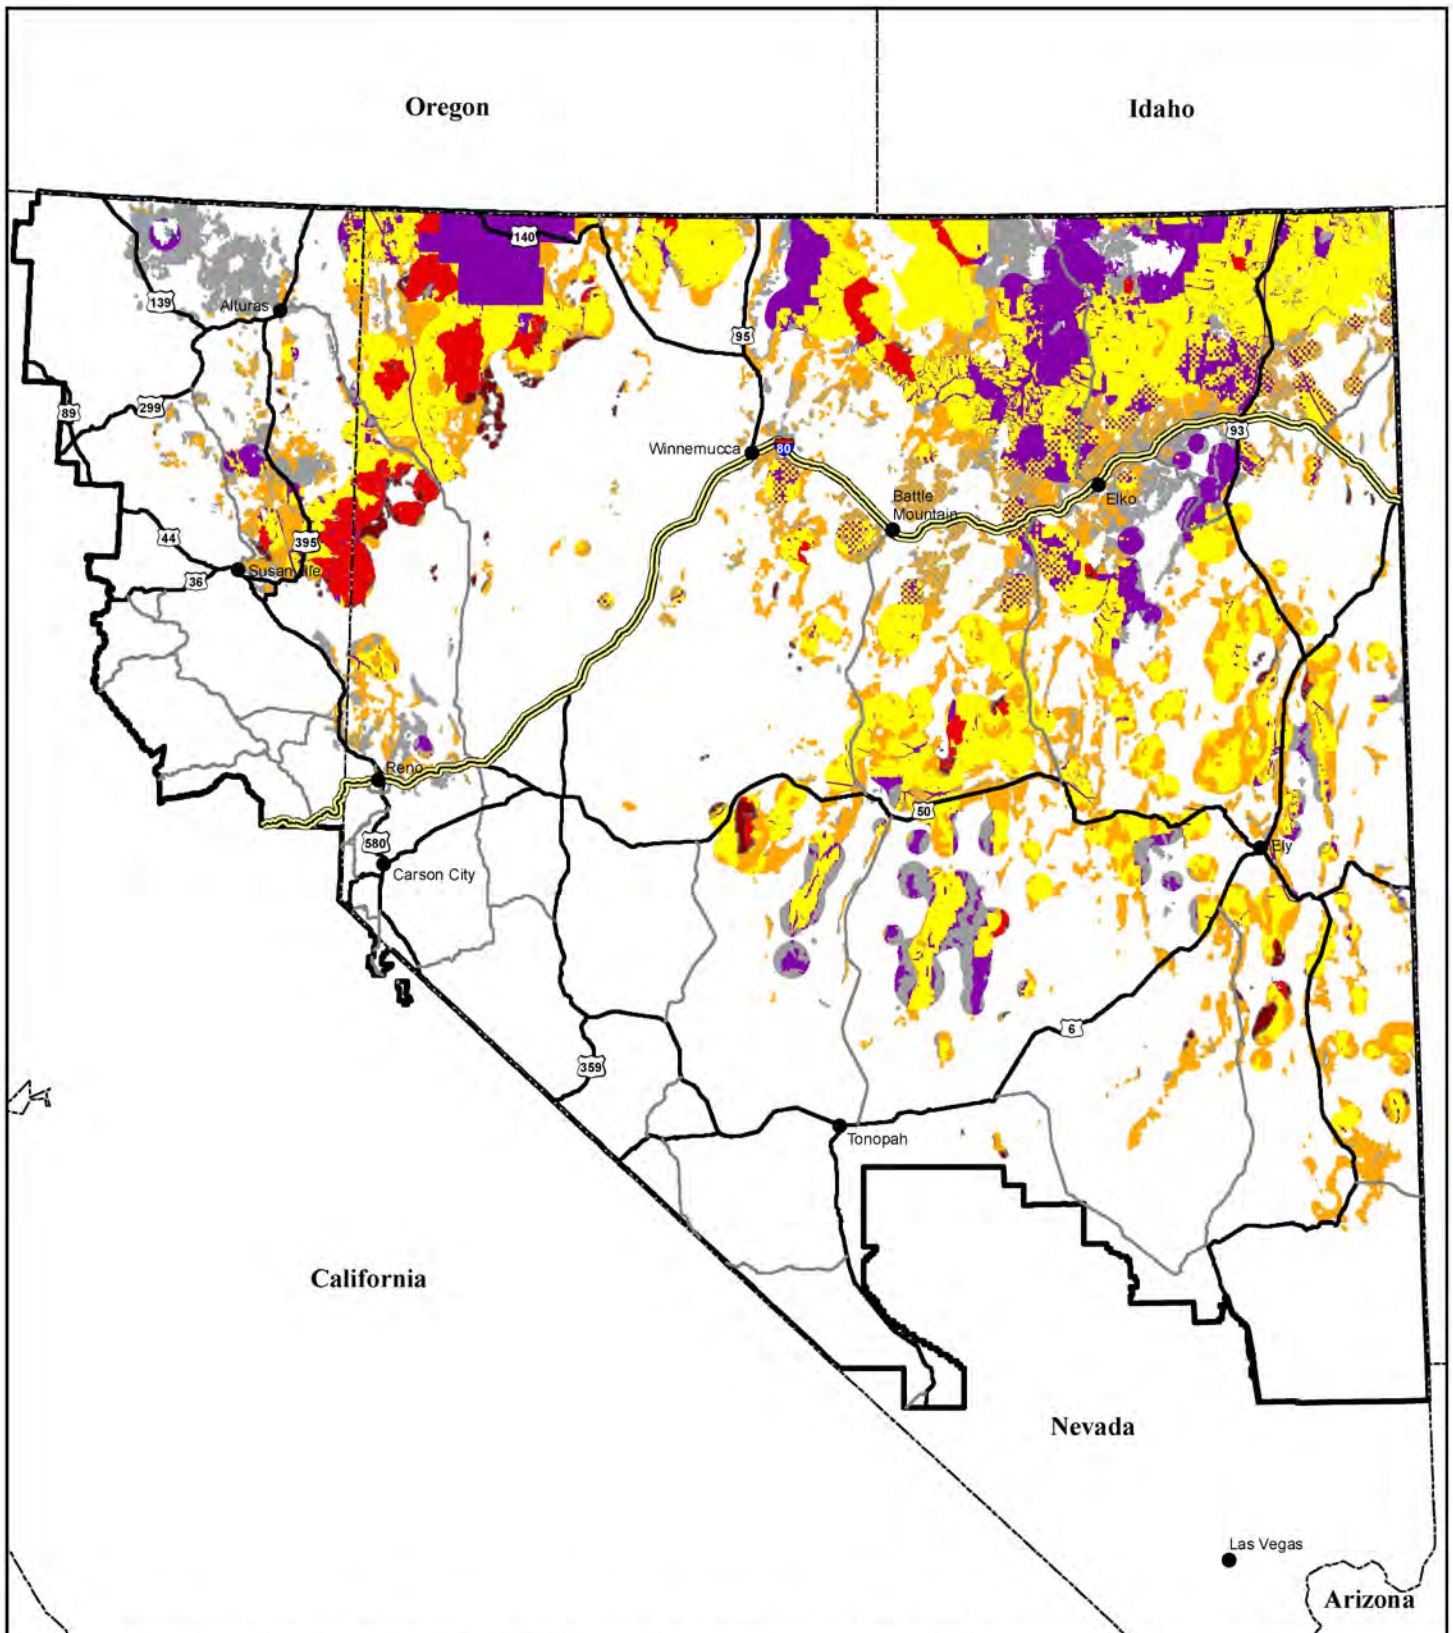 Oregon
Idaho
140
139
Alturas
95
299
89
93
Winnemucca
80
Elko
Battle
Mountain
44
395
Susanville
36
Reno
50
580
Ely
Carson City
6
359
Tonopah
California
Nevada
Las Vegas
Arizona